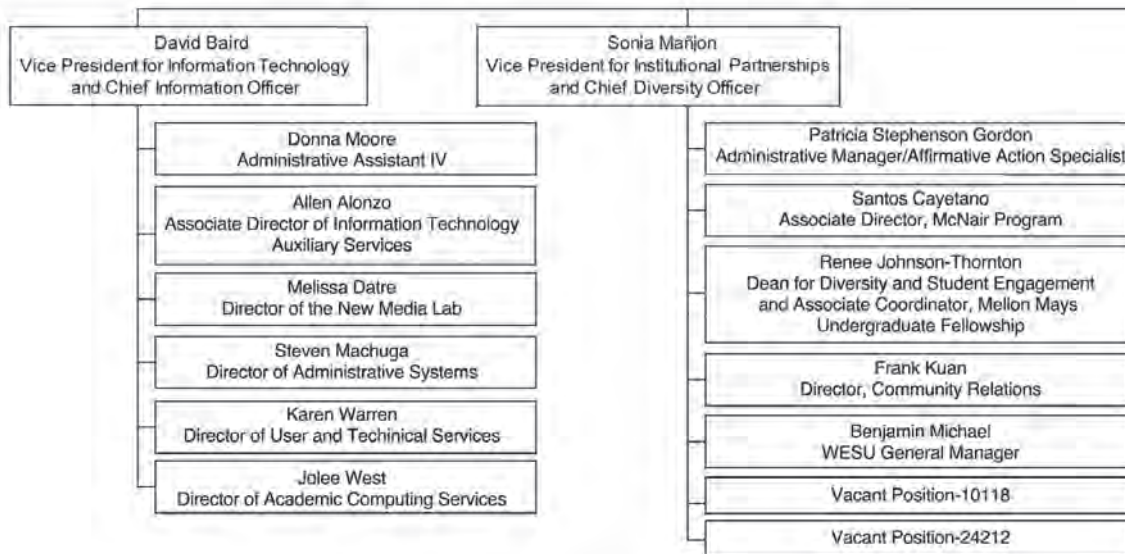 David Baird
Vice President for Information Technology
and Chief Information Officer
Donna Moore
Administrative Assistant IV
Allen Alonzo
Associate Director of Information Technology
Auxiliary Services
Melissa Datre
Director of the New Media Lab
Steven Machuga
Director of Administrative Systems
Karen Warren
Director of User and Techinical Services
Jolee West
Director of Academic Computing Services
Sonia Mañjon
Vice President for Institutional Partnerships
and Chief Diversity Officer
Patricia Stephenson Gordon
Administrative Manager/Affirmative Action Specialist
Santos Cayetano
Associate Director, McNair Program
Renee Johnson-Thornton
Dean for Diversity and Student Engagement
and Associate Coordinator, Mellon Mays
Undergraduate Fellowship
Frank Kuan
Director, Community Relations
Benjamin Michael
WESU General Manager
Vacant Position-10118
Vacant Position-24212